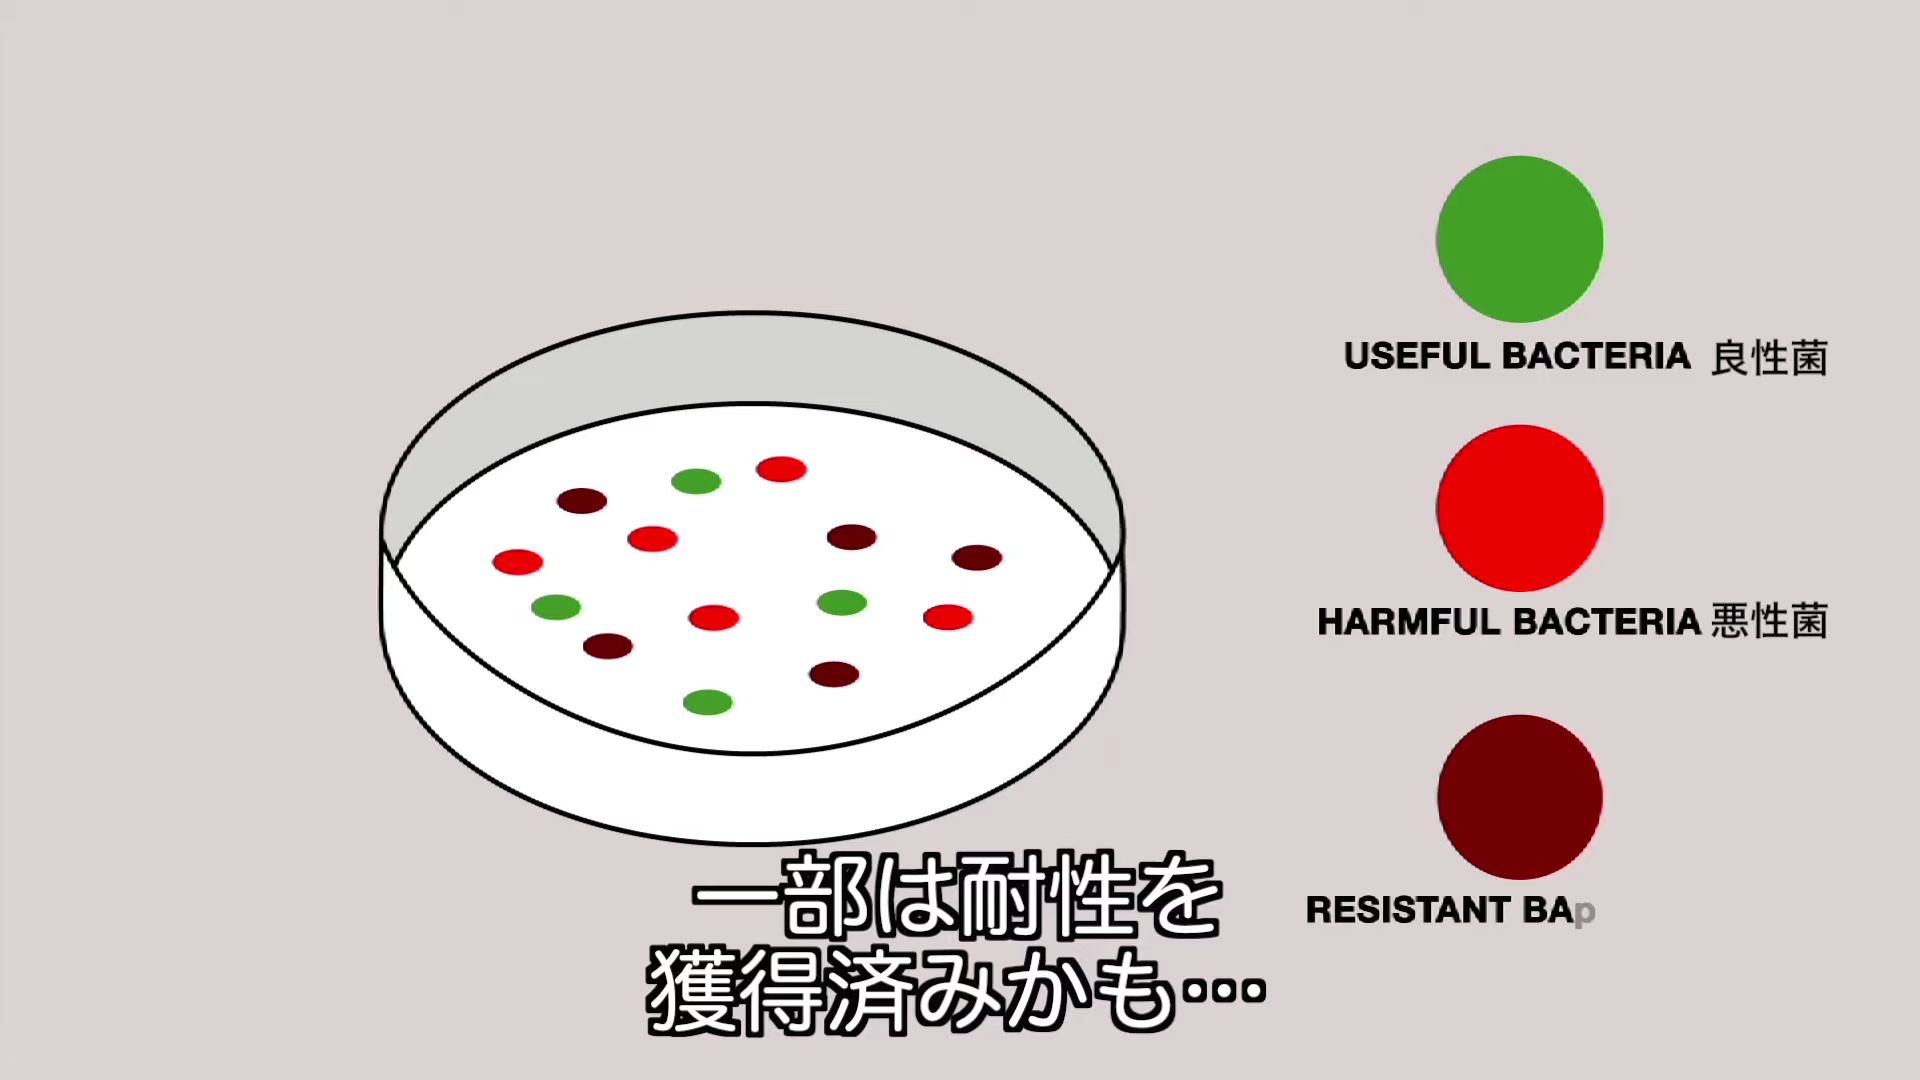 USEFUL BACTERIA 良性菌
HARMFUL BACTERIA 悪性菌
RESISTANT BAp
一部は耐性を
獲得済みかも…